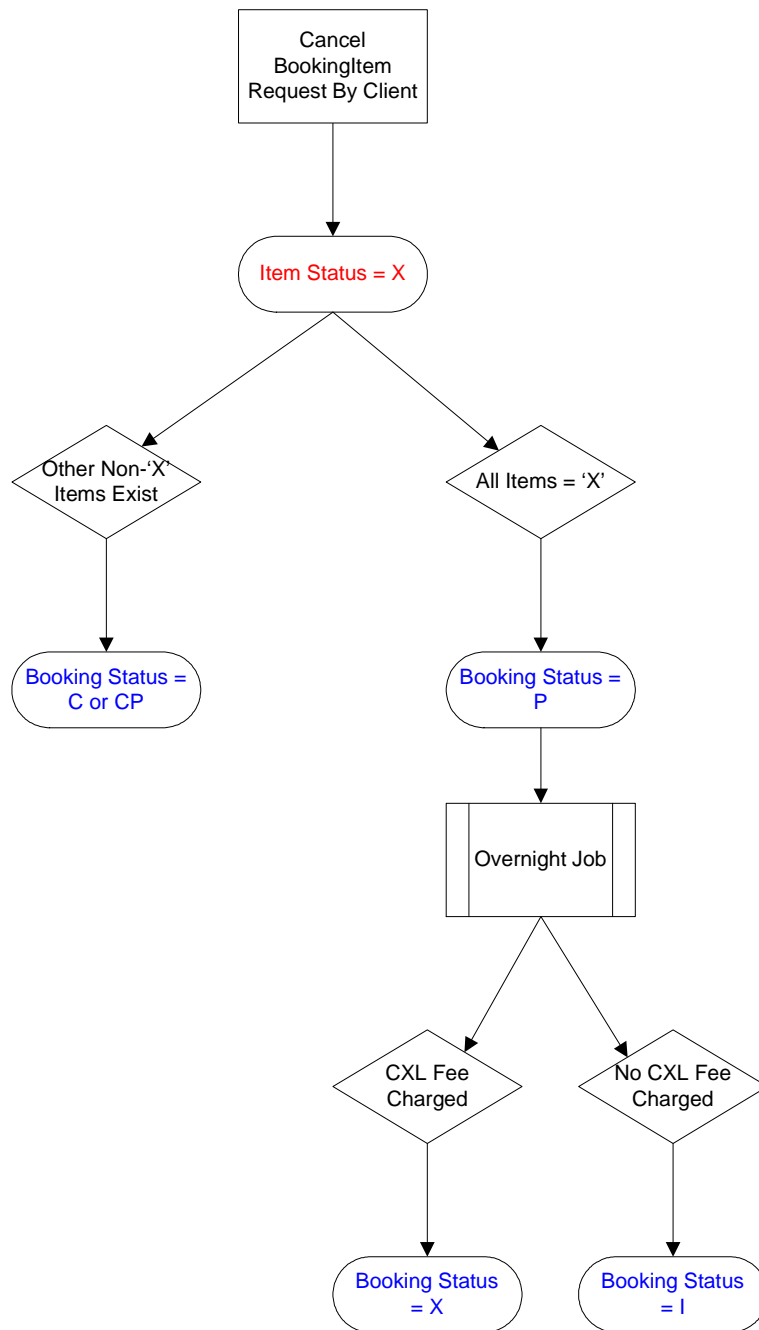 Cancel
BookingItem
Request By Client
Item Status = X
Other Non-‘X’
Items Exist
All Items = ‘X’
Booking Status =
C or CP
Booking Status =
P
Overnight Job
CXL Fee
Charged
No CXL Fee
Charged
Booking Status
= X
Booking Status
= I